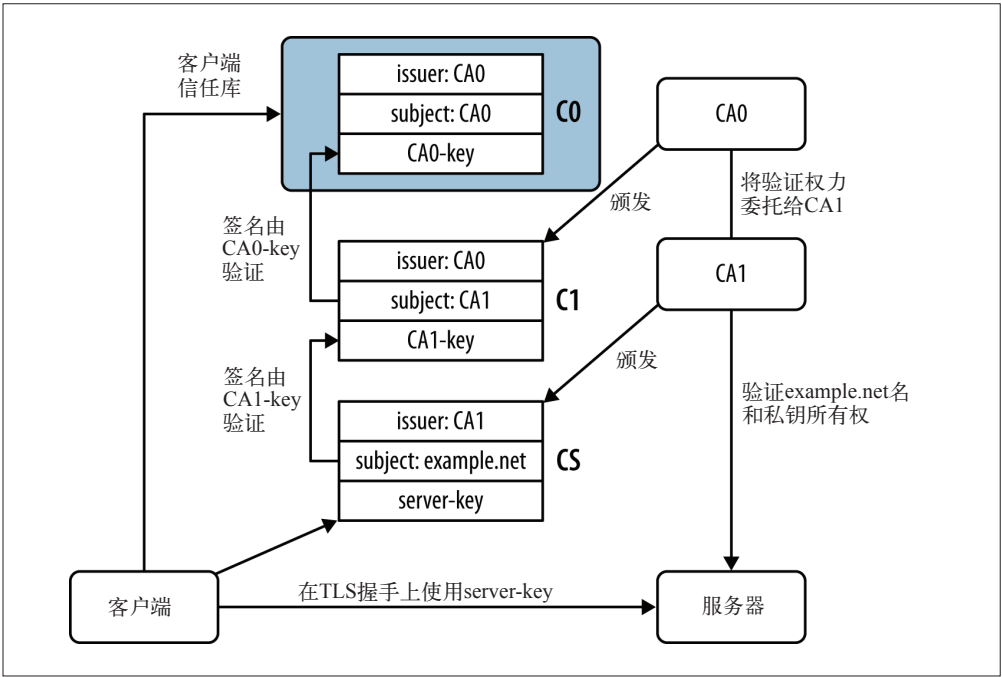 客户端
信任库
issuer: CA0
subject: CA0
CA0-key
C0
CA0
颁发
将验证权力
委托给CA1
签名由
CA0-key
验证
issuer: CA0
subject: CA1
CA1-key
C1
CA1
颁发
签名由
CA1-key
验证
issuer: CA1
subject: example.net
server-key
CS
验证example.net名
和私钥所有权
客户端
在TLS握手上使用server-key
服务器